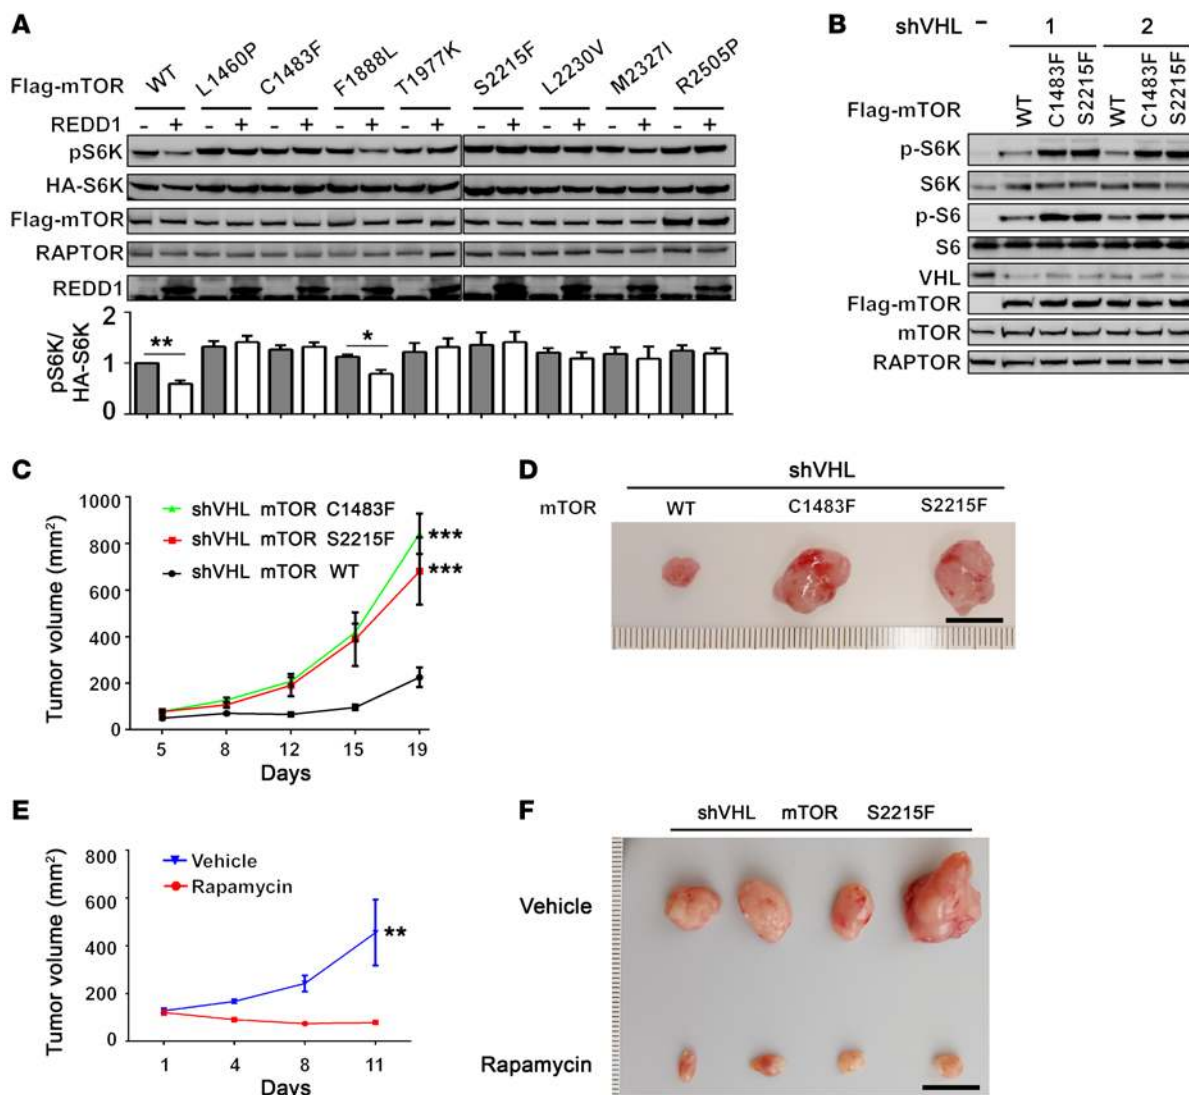 A
Flag-mTOR WT L1460P C1483F F1888L T1977K S2215F L2230V M2327I R2505P
REDD1 - + - + - + - + - + - + - + - + - +
pS6K
HA-S6K
Flag-mTOR
RAPTOR
REDD1
pS6K/
HA-S6K
2
1
0
** *
B
shVHL - 1 2
Flag-mTOR WT C1483F S2215F WT C1483F S2215F
p-S6K
S6K
p-S6
S6
VHL
Flag-mTOR
mTOR
RAPTOR
C
Tumor volume (mm²)
1000
800
600
400
200
0
shVHL mTOR C1483F
shVHL mTOR S2215F
shVHL mTOR WT
***
***
5 8 12 15 19
Days
D
shVHL
mTOR WT C1483F S2215F
E
Tumor volume (mm²)
800
600
400
200
0
Vehicle
Rapamycin
**
1 4 8 11
Days
F
shVHL mTOR S2215F
Vehicle
Rapamycin